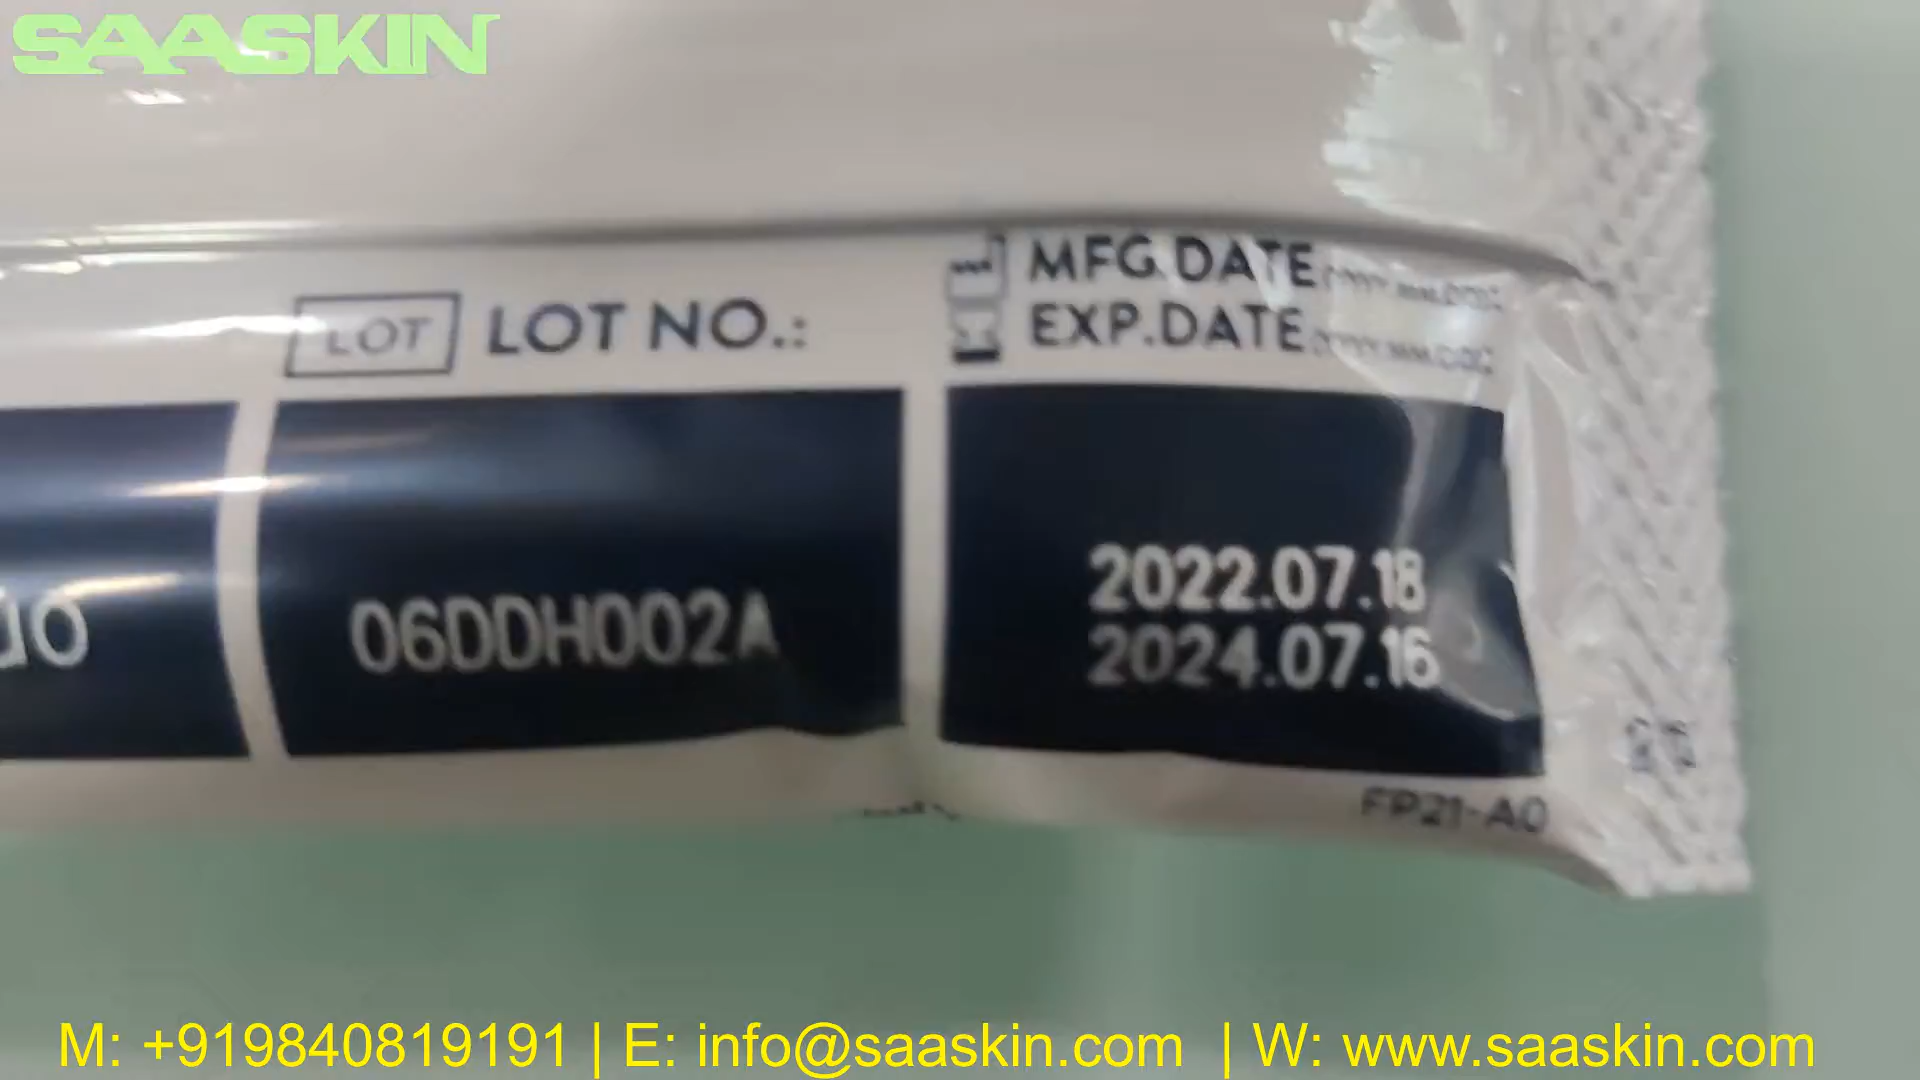 SAASKIN
MFG.DATE
LOT LOT NO.:
EXP.DATE
06DDH002A
2022.07.18
2024.07.16
FP21-A0
M: +919840819191 | E: info@saaskin.com | W: www.saaskin.com